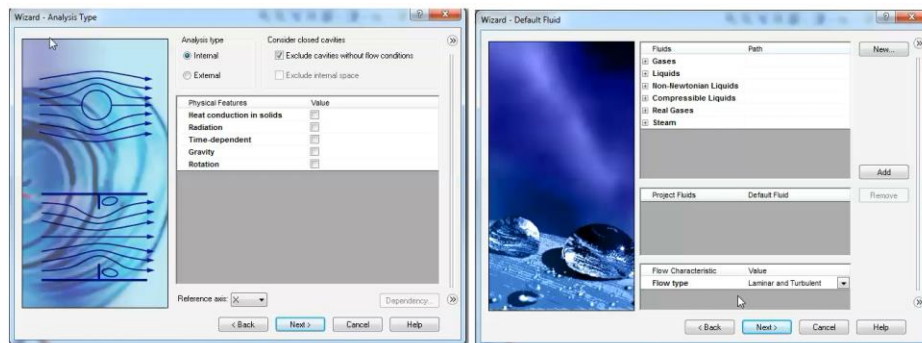 Wizard - Analysis Type
Analysis type
Consider closed cavities
Internal
Exclude cavities without flow conditions
External
Exclude internal space
Physical Features Value
Heat conduction in solids
Radiation
Time-dependent
Gravity
Rotation
Reference axis: X
Dependency...
< Back Next > Cancel Help
Wizard - Default Fluid
Fluids Path
New...
Gases
Liquids
Non-Newtonian Liquids
Compressible Liquids
Real Gases
Steam
Add
Project Fluids Default Fluid
Remove
Flow Characteristic Value
Flow type Laminar and Turbulent
< Back Next > Cancel Help